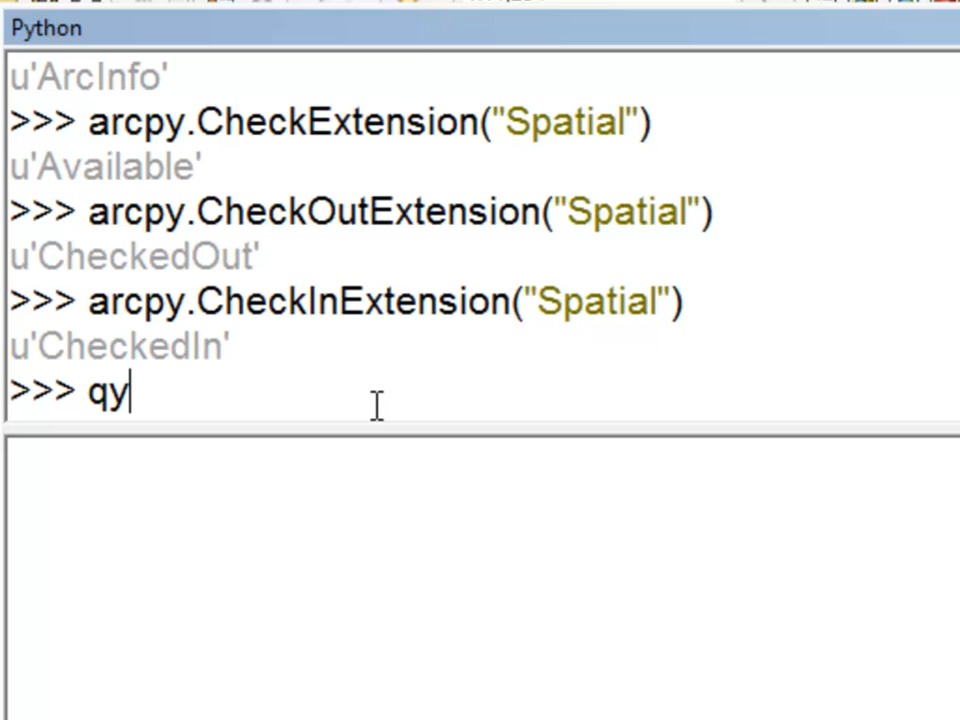 Python
u'ArcInfo'
>>> arcpy.CheckExtension("Spatial")
u'Available'
>>> arcpy.CheckOutExtension("Spatial")
u'CheckedOut'
>>> arcpy.CheckInExtension("Spatial")
u'CheckedIn'
>>> qy